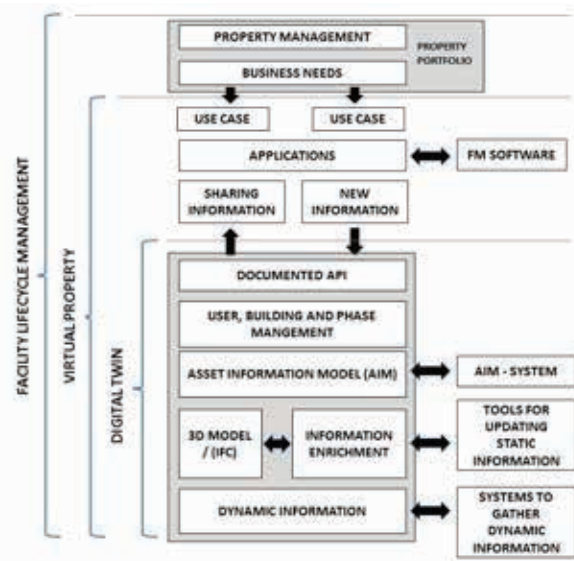 PROPERTY MANAGEMENT
PROPERTY
PORTFOLIO
BUSINESS NEEDS
USE CASE
USE CASE
APPLICATIONS
FM SOFTWARE
SHARING
INFORMATION
NEW
INFORMATION
DOCUMENTED API
USER, BUILDING AND PHASE
MANGEMENT
ASSET INFORMATION MODEL (AIM)
AIM - SYSTEM
3D MODEL
/ (IFC)
INFORMATION
ENRICHMENT
TOOLS FOR
UPDATING
STATIC
INFORMATION
DYNAMIC INFORMATION
SYSTEMS TO
GATHER
DYNAMIC
INFORMATION
FACILITY LIFECYCLE MANAGEMENT
VIRTUAL PROPERTY
DIGITAL TWIN